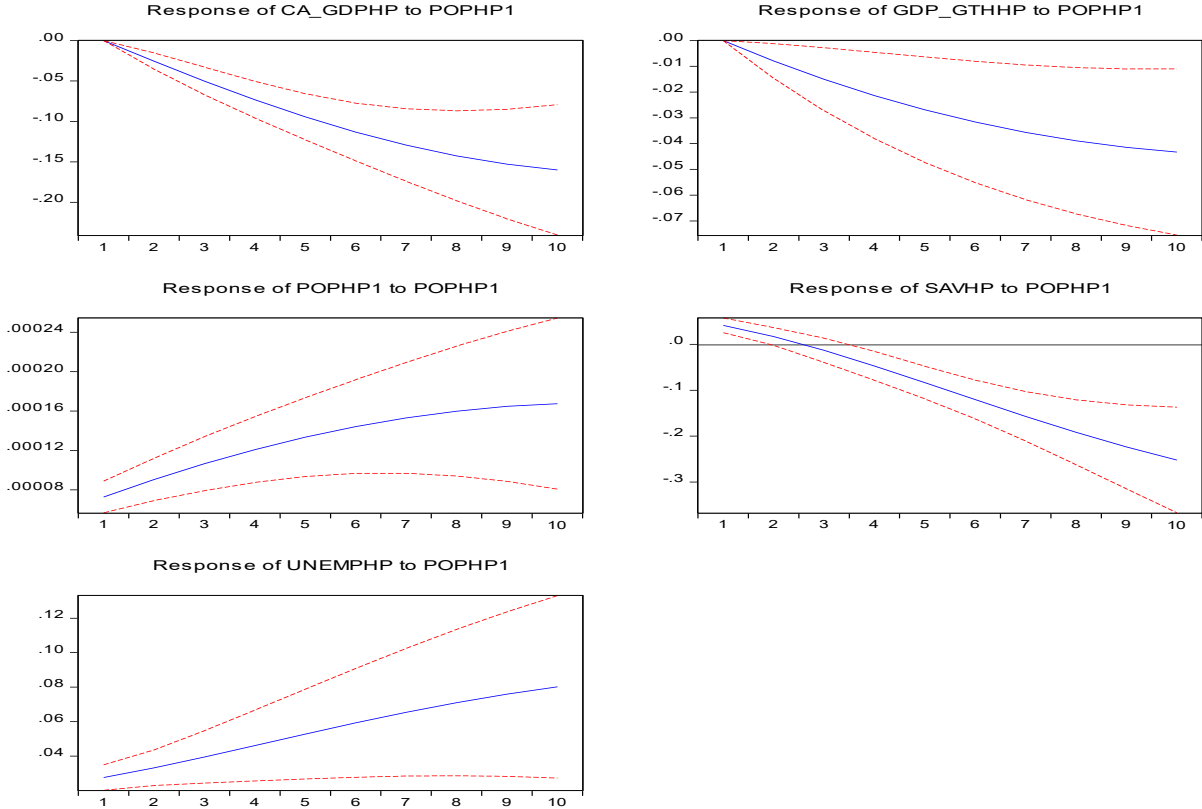 Response of CA_GDPHP to POPHP1
.00
-.05
-.10
-.15
-.20
1 2 3 4 5 6 7 8 9 10
Response of GDP_GTHHP to POPHP1
.00
-.01
-.02
-.03
-.04
-.05
-.06
-.07
1 2 3 4 5 6 7 8 9 10
Response of POPHP1 to POPHP1
.00024
.00020
.00016
.00012
.00008
1 2 3 4 5 6 7 8 9 10
Response of SAVHP to POPHP1
.0
-.1
-.2
-.3
1 2 3 4 5 6 7 8 9 10
Response of UNEMPHP to POPHP1
.12
.10
.08
.06
.04
1 2 3 4 5 6 7 8 9 10